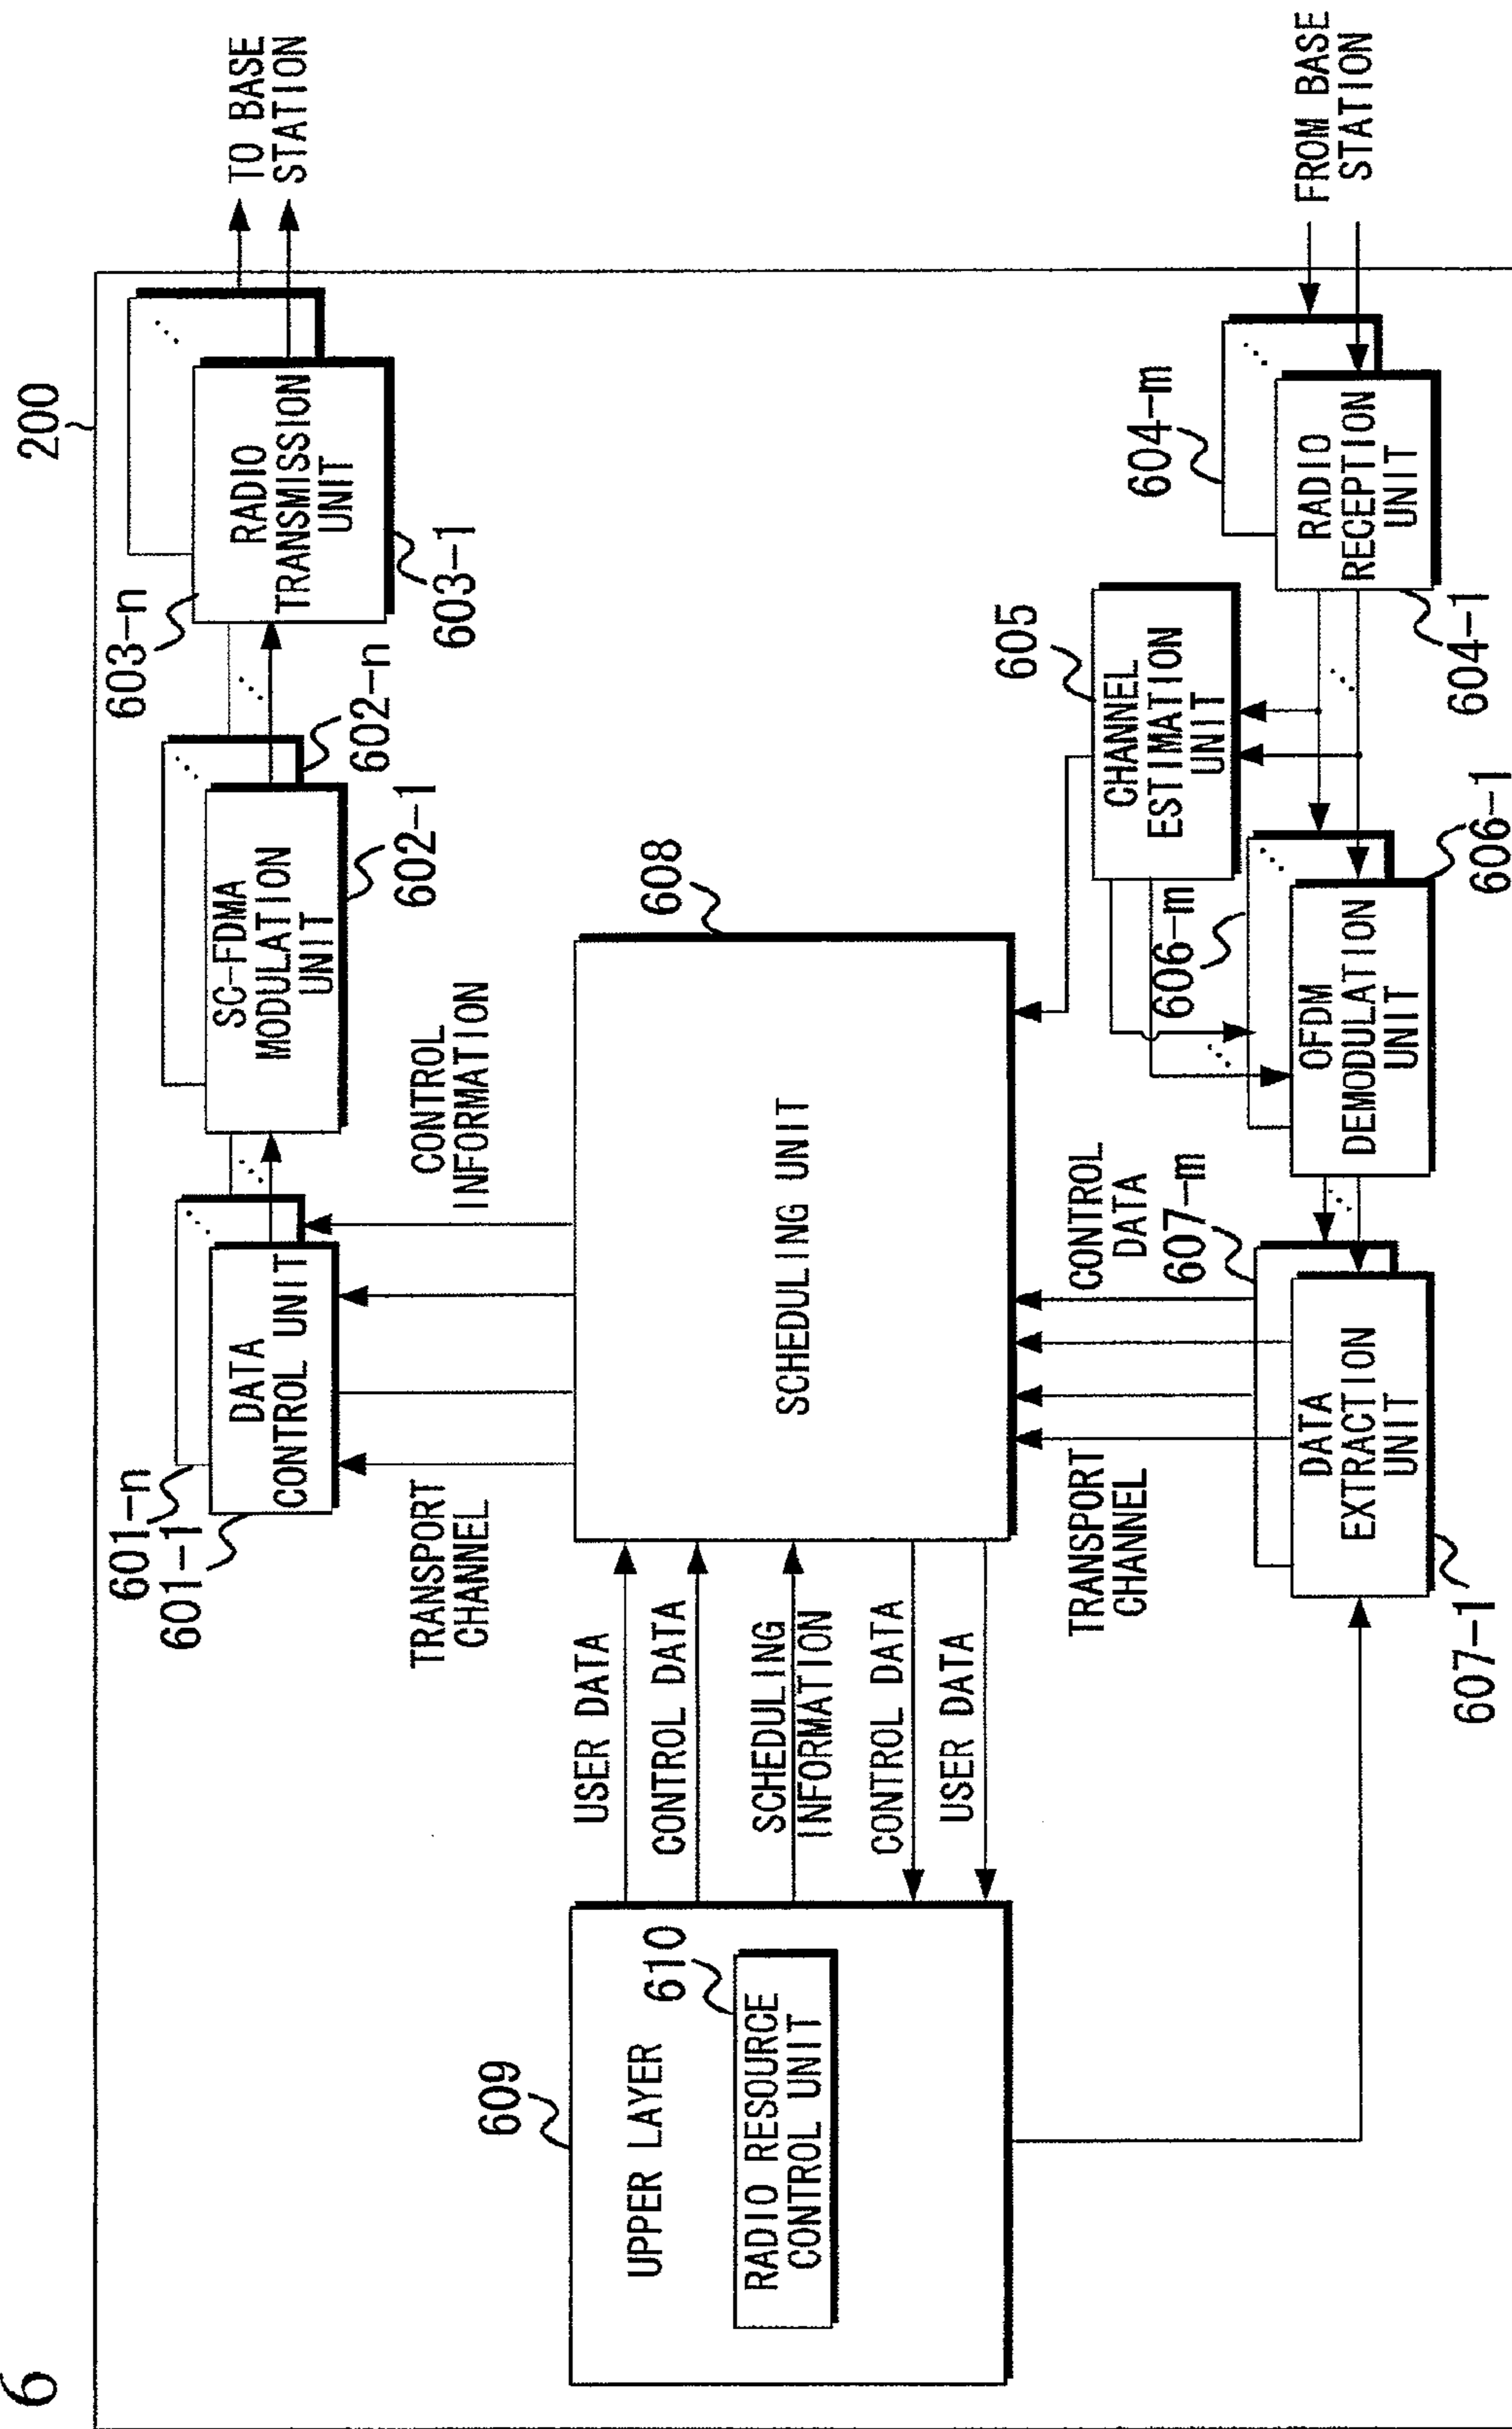 6
200
TO BASE
STATION
603-n
RADIO
TRANSMISSION
UNIT
603-1
602-n
SC-FDMA
MODULATION
UNIT
602-1
601-n
601-1
DATA
CONTROL UNIT
TRANSPORT
CHANNEL
CONTROL
INFORMATION
609
UPPER LAYER
610
RADIO RESOURCE
CONTROL UNIT
USER DATA
CONTROL DATA
SCHEDULING
INFORMATION
CONTROL DATA
USER DATA
608
SCHEDULING UNIT
605
CHANNEL
ESTIMATION
UNIT
FROM BASE
STATION
604-m
RADIO
RECEPTION
UNIT
604-1
606-m
OFDM
DEMODULATION
UNIT
606-1
TRANSPORT
CHANNEL
CONTROL
DATA
607-m
DATA
EXTRACTION
UNIT
607-1